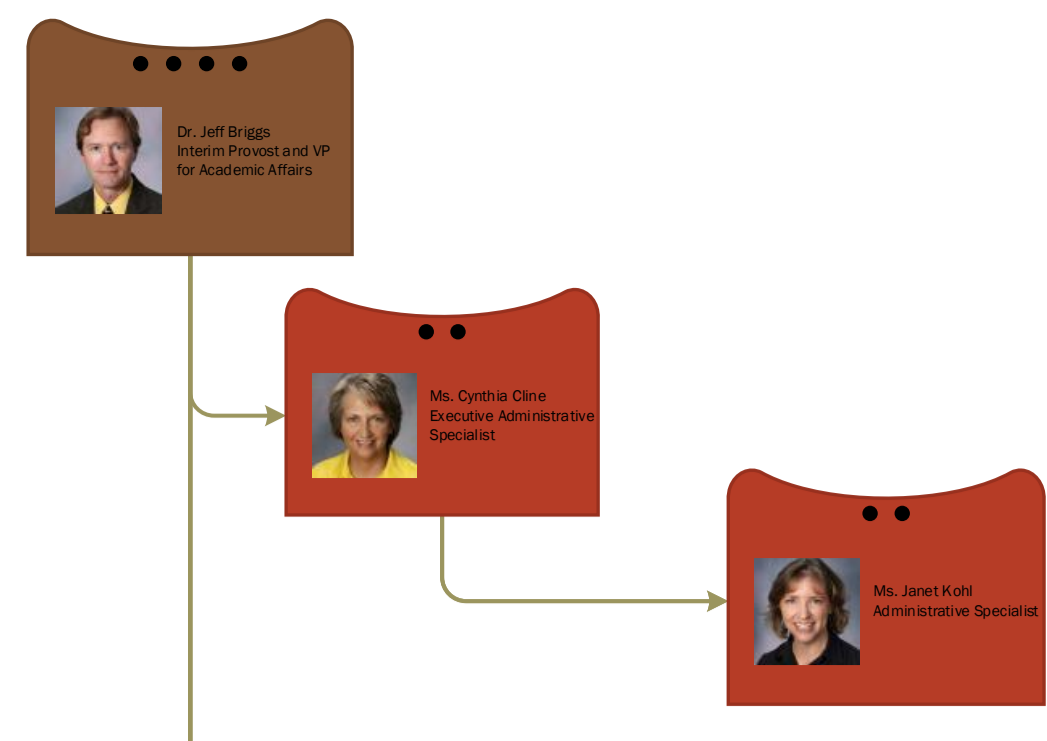 Dr. Jeff Briggs
Interim Provost and VP
for Academic Affairs
Ms. Cynthia Cline
Executive Administrative
Specialist
Ms. Janet Kohl
Administrative Specialist